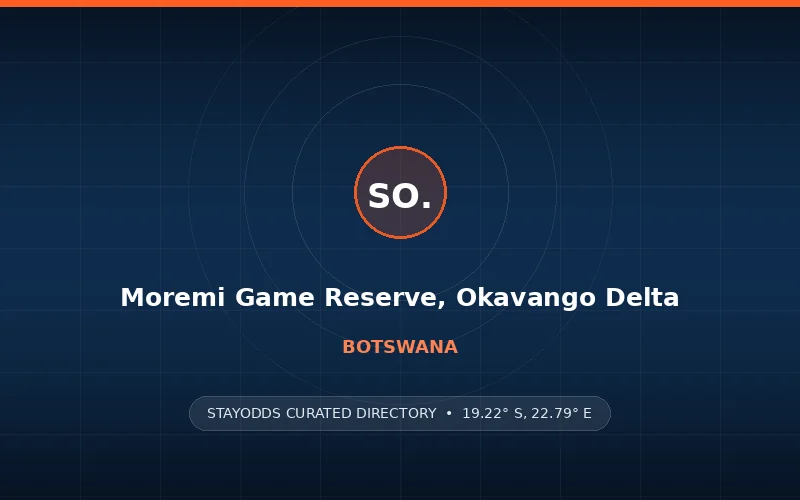 SO.
Moremi Game Reserve, Okavango Delta
BOTSWANA
STAYODDS CURATED DIRECTORY • 19.22° S, 22.79° E